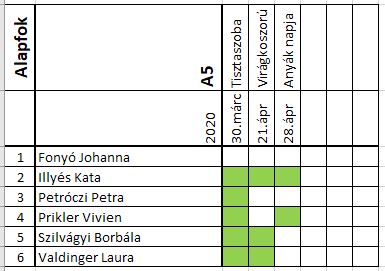 Alapfok
A5
2020
30.márc Tisztaszoba
21.ápr Virágkoszorú
28.ápr Anyák napja
1 Fonyó Johanna
2 Illyés Kata
3 Petróczi Petra
4 Prikler Vivien
5 Szilvágyi Borbála
6 Valdinger Laura